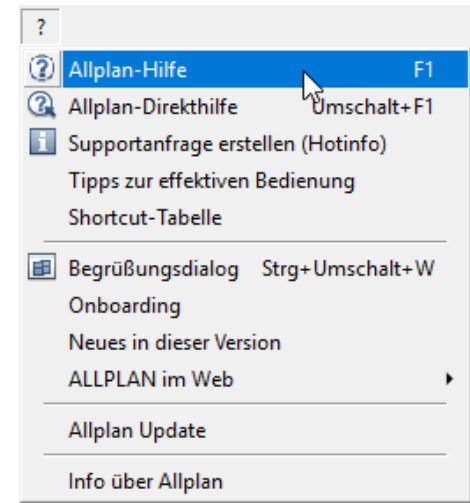 ?
Allplan-Hilfe F1
Allplan-Direkthilfe Umschalt+F1
Supportanfrage erstellen (Hotinfo)
Tipps zur effektiven Bedienung
Shortcut-Tabelle
Begrüßungsdialog Strg+Umschalt+W
Onboarding
Neues in dieser Version
ALLPLAN im Web
Allplan Update
Info über Allplan